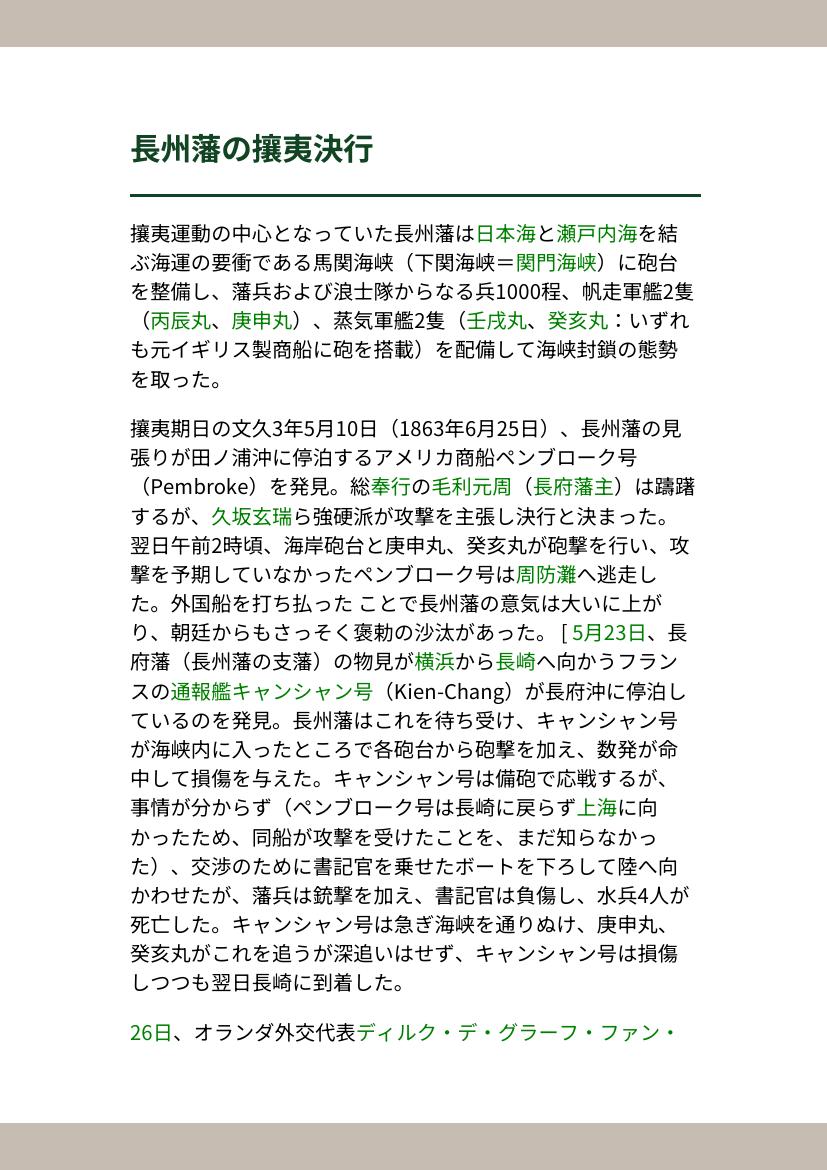 長州藩の攘夷決行
攘夷運動の中心となっていた長州藩は日本海と瀬戸内海を結
ぶ海運の要衝である馬関海峡（下関海峡＝関門海峡）に砲台
を整備し、藩兵および浪士隊からなる兵1000程、帆走軍艦2隻
（丙辰丸、庚申丸）、蒸気軍艦2隻（壬戌丸、癸亥丸：いずれ
も元イギリス製商船に砲を搭載）を配備して海峡封鎖の態勢
を取った。
攘夷期日の文久3年5月10日（1863年6月25日）、長州藩の見
張りが田ノ浦沖に停泊するアメリカ商船ペンブローク号
（Pembroke）を発見。総奉行の毛利元周（長府藩主）は躊躇
するが、久坂玄瑞ら強硬派が攻撃を主張し決行と決まった。
翌日午前2時頃、海岸砲台と庚申丸、癸亥丸が砲撃を行い、攻
撃を予期していなかったペンブローク号は周防灘へ逃走し
た。外国船を打ち払った ことで長州藩の意気は大いに上が
り、朝廷からもさっそく褒勅の沙汰があった。 [ 5月23日、長
府藩（長州藩の支藩）の物見が横浜から長崎へ向かうフラン
スの通報艦キャンシャン号（Kien-Chang）が長府沖に停泊し
ているのを発見。長州藩はこれを待ち受け、キャンシャン号
が海峡内に入ったところで各砲台から砲撃を加え、数発が命
中して損傷を与えた。キャンシャン号は備砲で応戦するが、
事情が分からず（ペンブローク号は長崎に戻らず上海に向
かったため、同船が攻撃を受けたことを、まだ知らなかっ
た）、交渉のために書記官を乗せたボートを下ろして陸へ向
かわせたが、藩兵は銃撃を加え、書記官は負傷し、水兵4人が
死亡した。キャンシャン号は急ぎ海峡を通りぬけ、庚申丸、
癸亥丸がこれを追うが深追いはせず、キャンシャン号は損傷
しつつも翌日長崎に到着した。
26日、オランダ外交代表ディルク・デ・グラーフ・ファン・